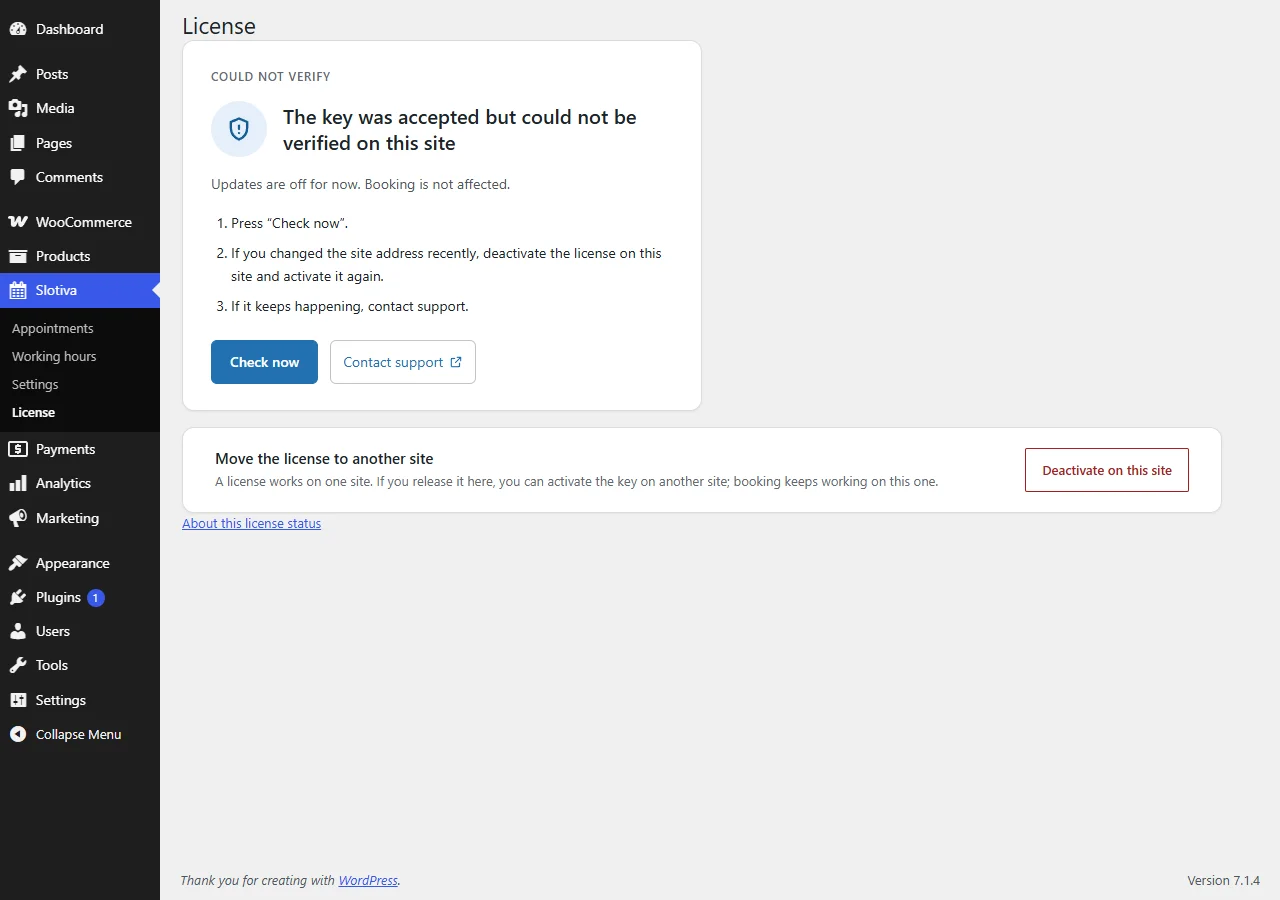 Dashboard
Posts
Media
Pages
Comments
WooCommerce
Products
Slotiva
Appointments
Working hours
Settings
License
Payments
Analytics
Marketing
Appearance
Plugins 1
Users
Tools
Settings
Collapse Menu
License
COULD NOT VERIFY
The key was accepted but could not be
verified on this site
Updates are off for now. Booking is not affected.
1. Press “Check now”.
2. If you changed the site address recently, deactivate the license on this
site and activate it again.
3. If it keeps happening, contact support.
Check now
Contact support
Move the license to another site
A license works on one site. If you release it here, you can activate the key on another site; booking keeps working on this one.
Deactivate on this site
About this license status
Thank you for creating with WordPress.
Version 7.1.4